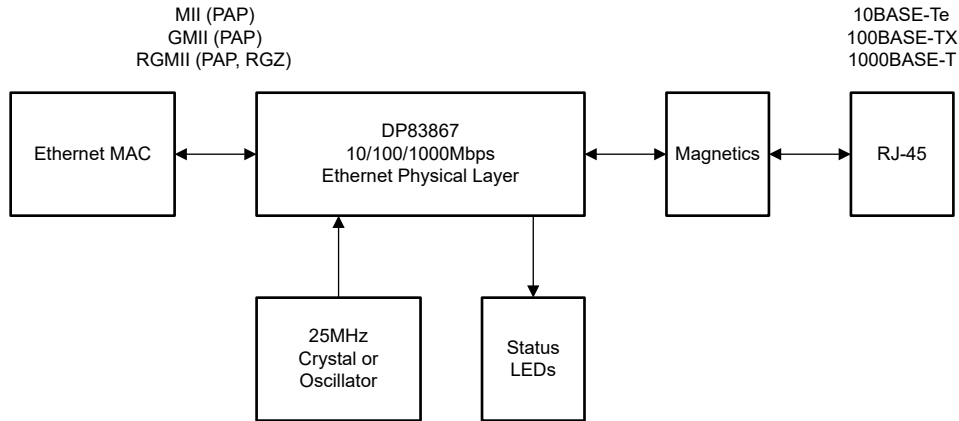 MII (PAP)
GMII (PAP)
RGMII (PAP, RGZ)
10BASE-Te
100BASE-TX
1000BASE-T
Ethernet MAC
DP83867
10/100/1000Mbps
Ethernet Physical Layer
Magnetics
RJ-45
25MHz
Crystal or
Oscillator
Status
LEDs